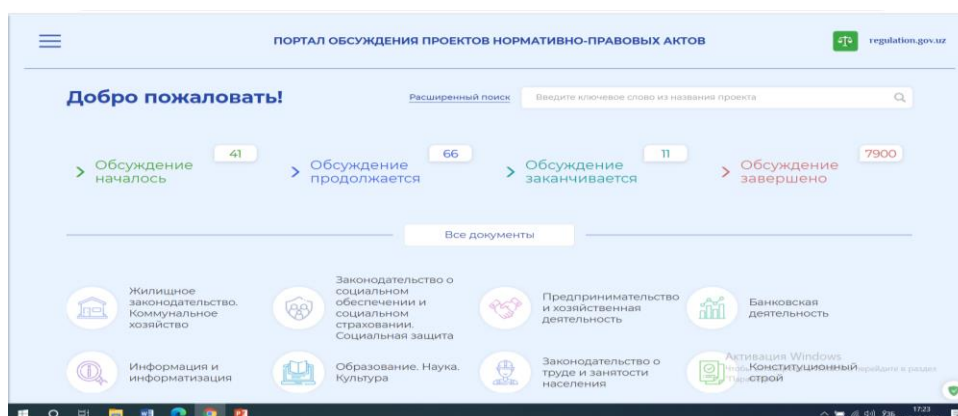 ПОРТАЛ ОБСУЖДЕНИЯ ПРОЕКТОВ НОРМАТИВНО-ПРАВОВЫХ АКТОВ
regulation.gov.uz
Добро пожаловать!
Расширенный поиск
Введите ключевое слово из названия проекта
41
Обсуждение
началось
66
Обсуждение
продолжается
11
Обсуждение
заканчивается
7900
Обсуждение
завершено
Все документы
Жилищное
законодательство.
Коммунальное
хозяйство
Законодательство о
социальном
обеспечении и
социальном
страховании.
Социальная защита
Предпринимательство
и хозяйственная
деятельность
Банковская
деятельность
Информация и
информатизация
Образование. Наука.
Культура
Законодательство о
труде и занятости
населения
Конституционный
строй
Активация Windows
перейдите в раздел
17:23